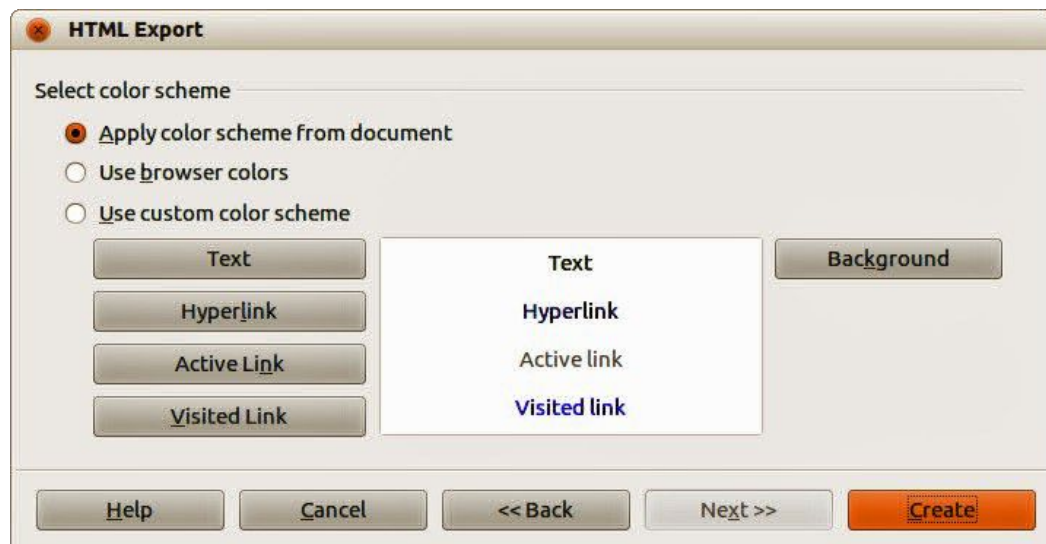 HTML Export
Select color scheme
Apply color scheme from document
Use browser colors
Use custom color scheme
Text Text Background
Hyperlink Hyperlink
Active Link Active link
Visited Link Visited link
Help Cancel << Back Next >> Create